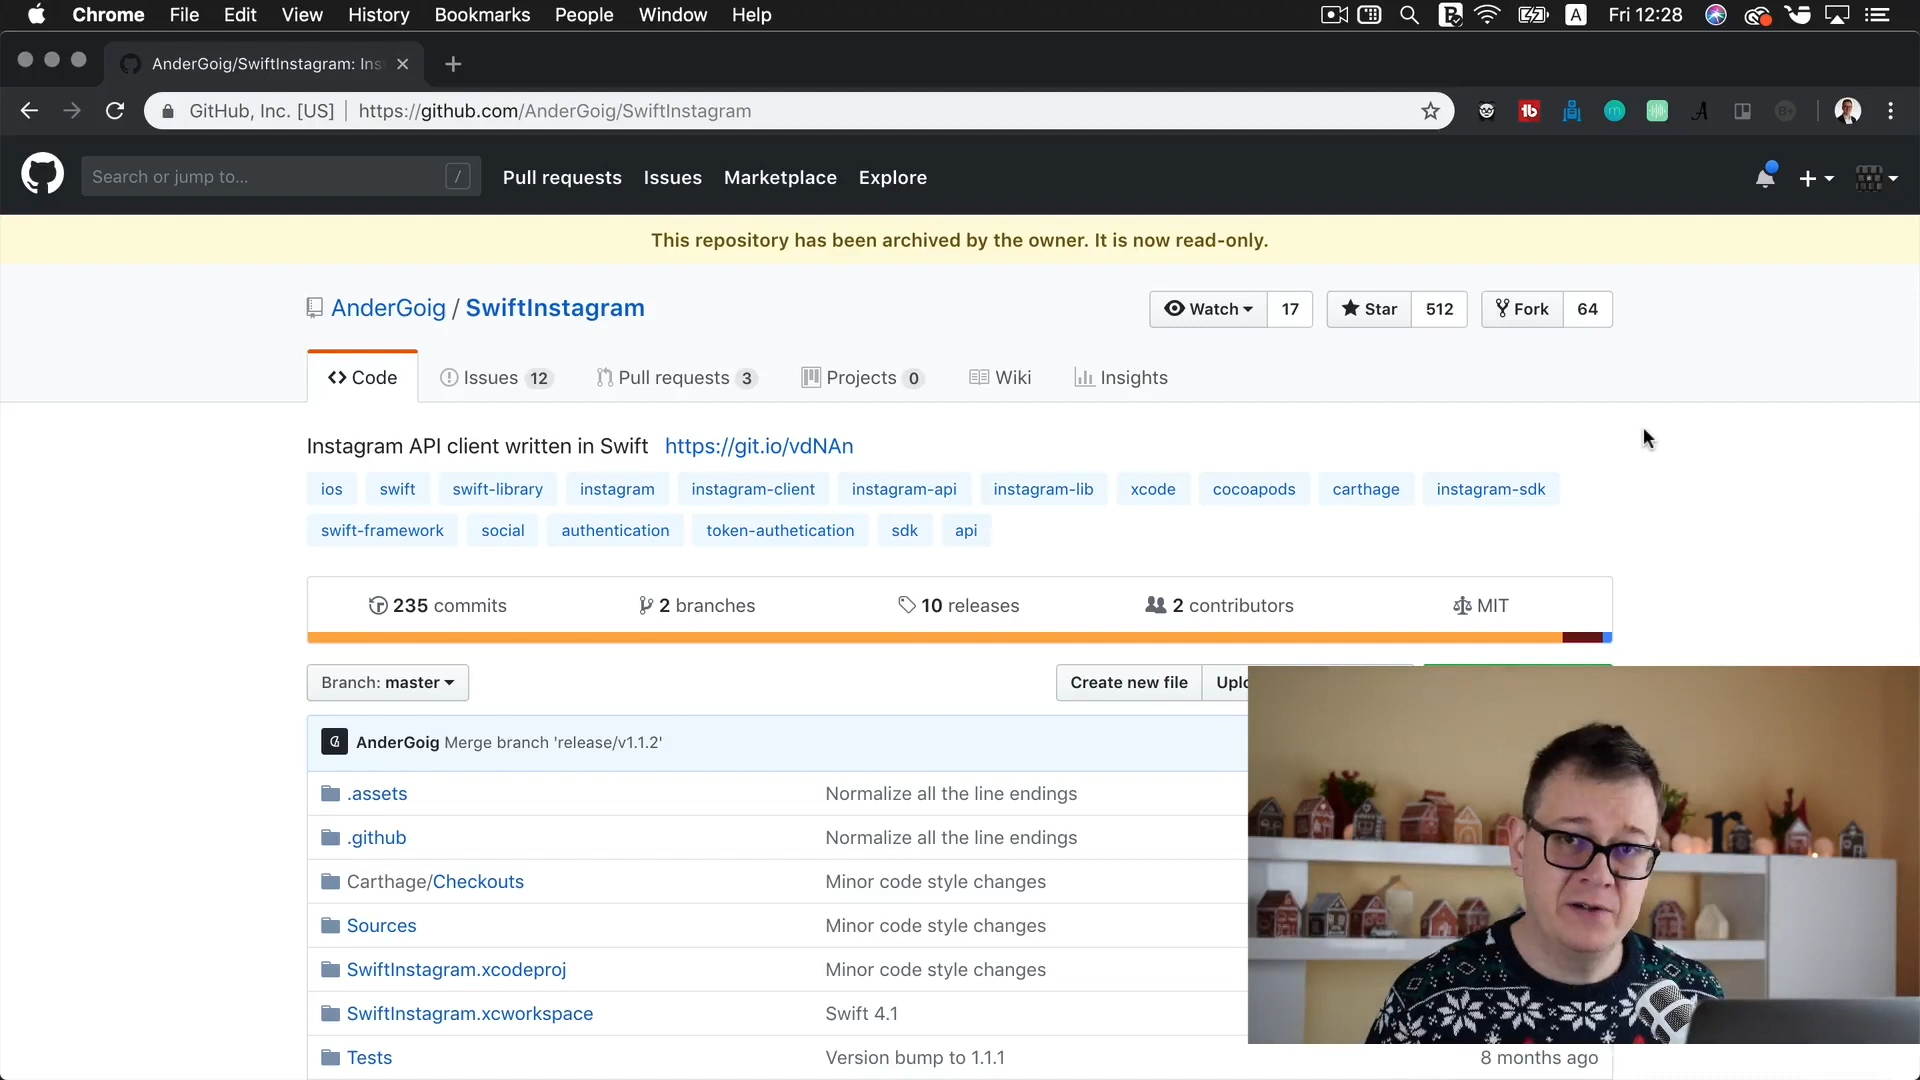 Chrome File Edit View History Bookmarks People Window Help
A Fri 12:28
AnderGoig/SwiftInstagram: Ins
GitHub, Inc. [US] https://github.com/AnderGoig/SwiftInstagram
Search or jump to... /
Pull requests Issues Marketplace Explore
This repository has been archived by the owner. It is now read-only.
AnderGoig / SwiftInstagram
Watch 17 Star 512 Fork 64
Code Issues 12 Pull requests 3 Projects 0 Wiki Insights
Instagram API client written in Swift https://git.io/vdNAn
ios swift swift-library instagram instagram-client instagram-api instagram-lib xcode cocoapods carthage instagram-sdk
swift-framework social authentication token-authetication sdk api
235 commits 2 branches 10 releases 2 contributors MIT
Branch: master Create new file Uplo
AnderGoig Merge branch 'release/v1.1.2'
.assets Normalize all the line endings
.github Normalize all the line endings
Carthage/Checkouts Minor code style changes
Sources Minor code style changes
SwiftInstagram.xcodeproj Minor code style changes
SwiftInstagram.xcworkspace Swift 4.1
Tests Version bump to 1.1.1 8 months ago